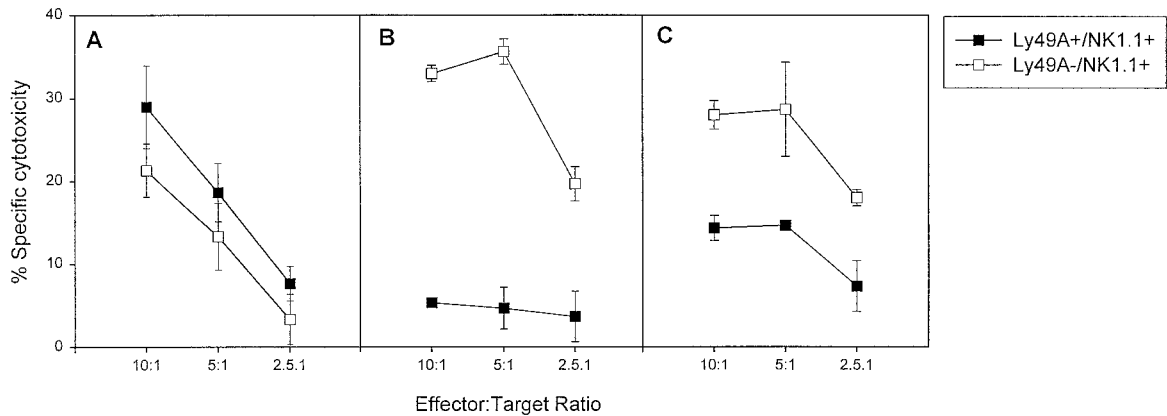 40
30
20
10
0
% Specific cytotoxicity
A
B
C
Ly49A+/NK1.1+
Ly49A-/NK1.1+
10:1
5:1
2.5.1
10:1
5:1
2.5.1
10:1
5:1
2.5.1
Effector:Target Ratio